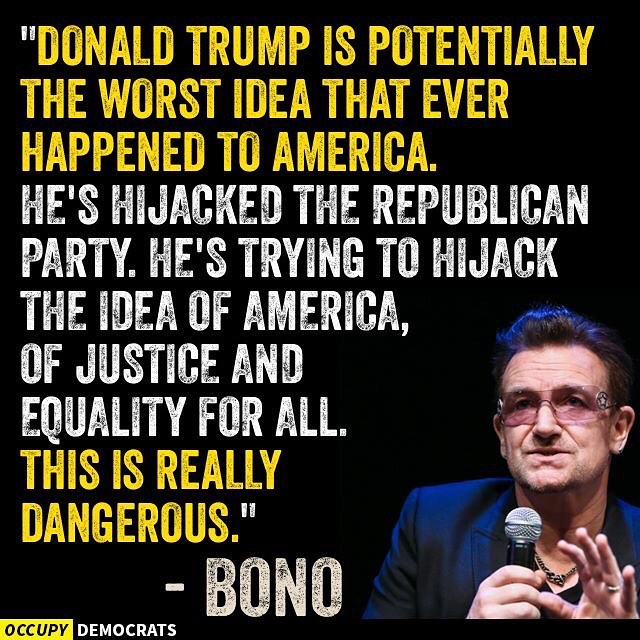 "DONALD TRUMP IS POTENTIALLY
THE WORST IDEA THAT EVER
HAPPENED TO AMERICA.
HE'S HIJACKED THE REPUBLICAN
PARTY. HE'S TRYING TO HIJACK
THE IDEA OF AMERICA,
OF JUSTICE AND
EQUALITY FOR ALL.
THIS IS REALLY
DANGEROUS."
- BONO
OCCUPY DEMOCRATS